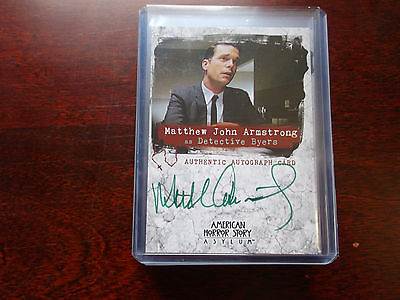 Matthew John Armstrong
as Detective Byers
AUTHENTIC AUTOGRAPH CARD
AMERICAN
HORROR STORY
ASYLUM